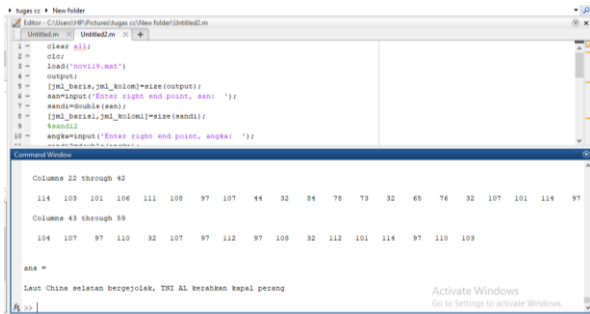 tugas cc ▸ New folder
Editor - C:\Users\HP\Pictures\tugas cc\New folder\Untitled2.m
Untitled.m × Untitled2.m × +
1 - clear all;
2 - clc;
3 - load('novi19.mat')
4 - output;
5 - [jml_baris,jml_kolom]=size(output);
6 - san=input('Enter right end point, san:  ');
7 - sandi=double(san);
8 - [jml_baris1,jml_kolom1]=size(sandi);
9 %sandi2
10 - angka=input('Enter right end point, angka:  ');
Command Window
Columns 22 through 42
114 103 101 106 111 108 97 107 44 32 84 78 73 32 65 76 32 107 101 114 97
Columns 43 through 59
104 107 97 110 32 107 97 112 97 108 32 112 101 114 97 110 103
ans =
Laut China selatan bergejolak, TNI AL kerahkan kapal perang
Activate Windows
Go to Settings to activate Windows.
fx >>